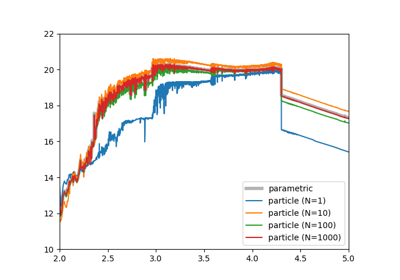 22
20
18
16
14
12
10
2.0 2.5 3.0 3.5 4.0 4.5 5.0
parametric
particle (N=1)
particle (N=10)
particle (N=100)
particle (N=1000)